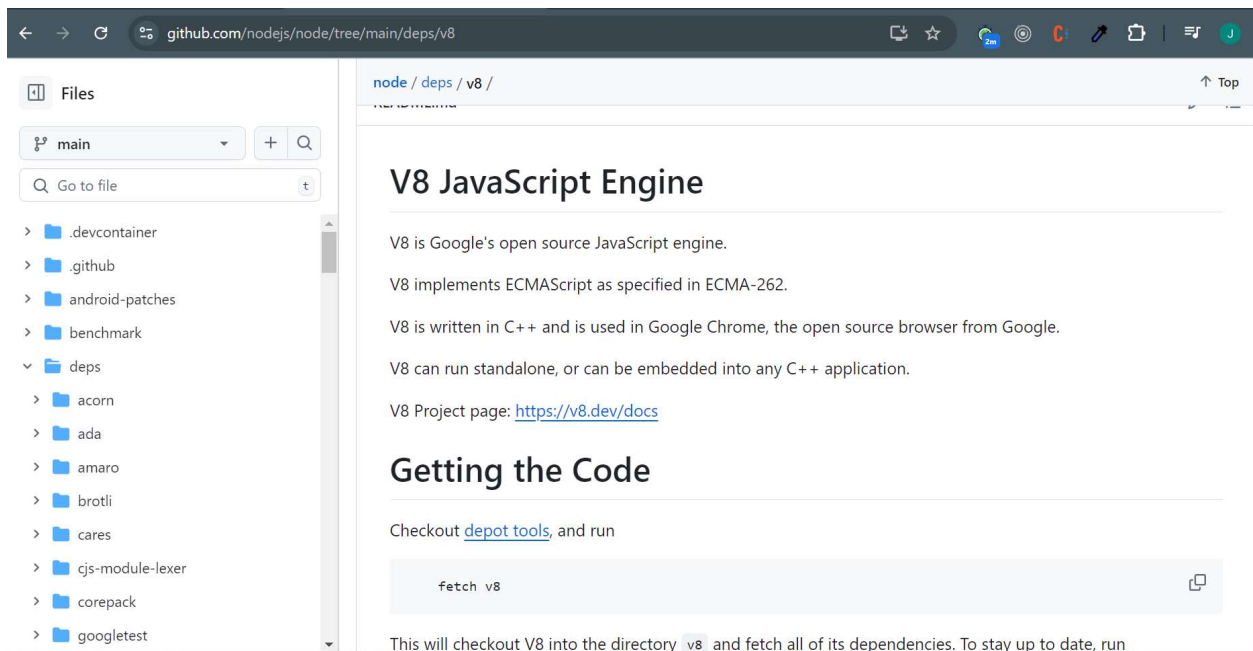 github.com/nodejs/node/tree/main/deps/v8
2m
J
Files
node / deps / v8 /
Top
README.md
main
Go to file
t
.devcontainer
.github
android-patches
benchmark
deps
acorn
ada
amaro
brotli
cares
cjs-module-lexer
corepack
googletest
V8 JavaScript Engine
V8 is Google's open source JavaScript engine.
V8 implements ECMAScript as specified in ECMA-262.
V8 is written in C++ and is used in Google Chrome, the open source browser from Google.
V8 can run standalone, or can be embedded into any C++ application.
V8 Project page: https://v8.dev/docs
Getting the Code
Checkout depot tools, and run
fetch v8
This will checkout V8 into the directory v8 and fetch all of its dependencies. To stay up to date, run